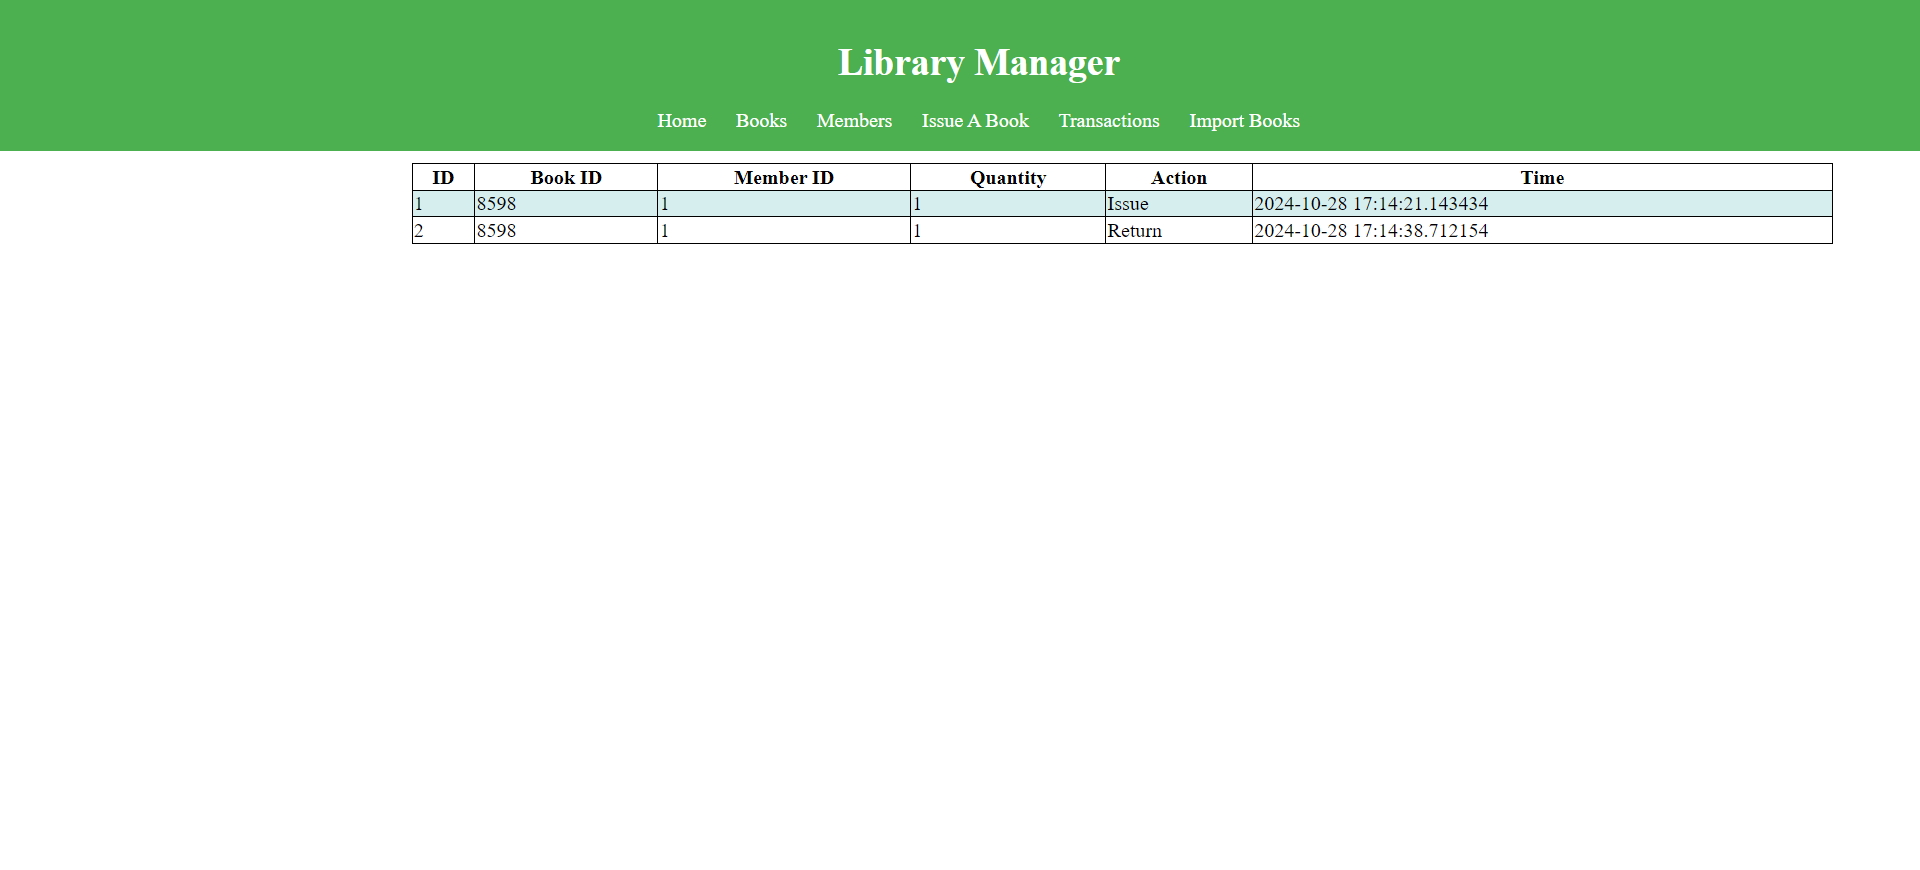 Library Manager
Home Books Members Issue A Book Transactions Import Books
ID Book ID Member ID Quantity Action Time
1 8598 1 1 Issue 2024-10-28 17:14:21.143434
2 8598 1 1 Return 2024-10-28 17:14:38.712154